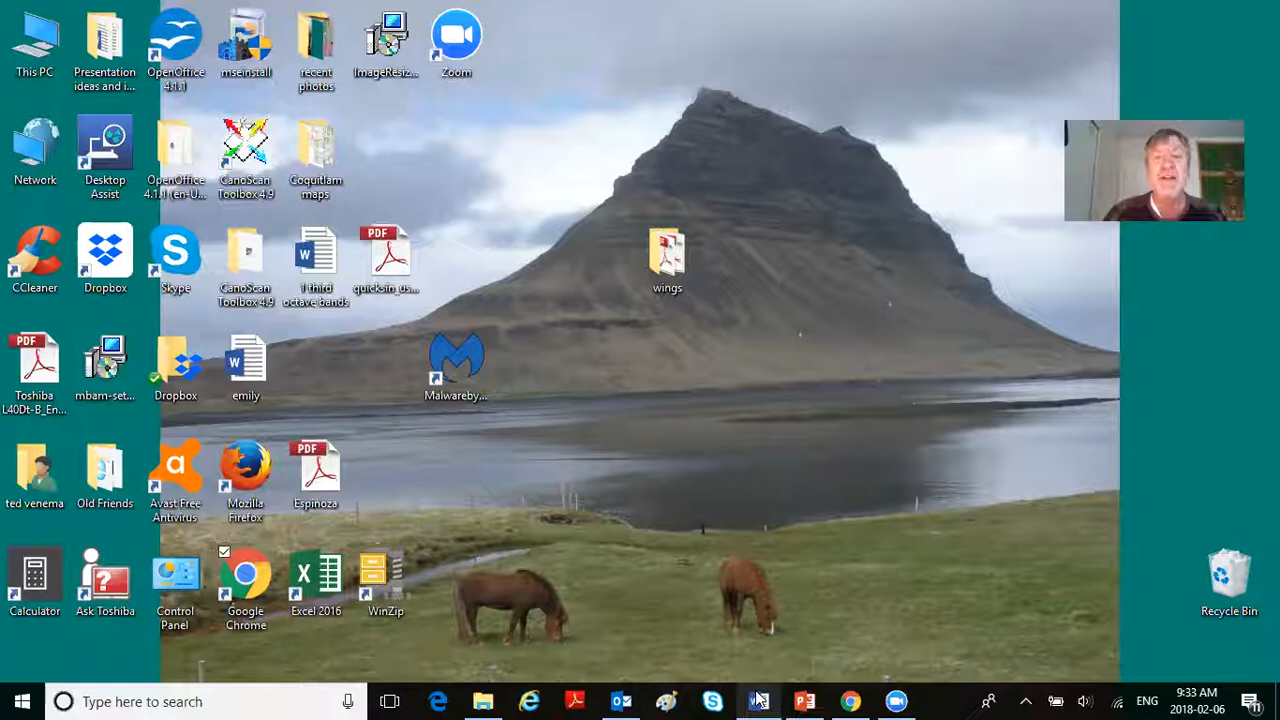 This PC
Presentation
ideas and i...
OpenOffice
4.1.1
mseinstall
recent
photos
ImageResiz...
Zoom
Network
Desktop
Assist
OpenOffice
4.1.1 (en-U...
CanoScan
Toolbox 4.9
Coquitlam
maps
CCleaner
Dropbox
Skype
CanoScan
Toolbox 4.9
1 third
octave bands
PDF
quicksin_us...
wings
PDF
Toshiba
L40Dt-B_En...
mbam-set...
Dropbox
emily
Malwareby...
ted venema
Old Friends
Avast Free
Antivirus
Mozilla
Firefox
PDF
Espinoza
Calculator
Ask Toshiba
Control
Panel
Google
Chrome
Excel 2016
WinZip
Recycle Bin
Type here to search
ENG
9:33 AM
2018-02-06